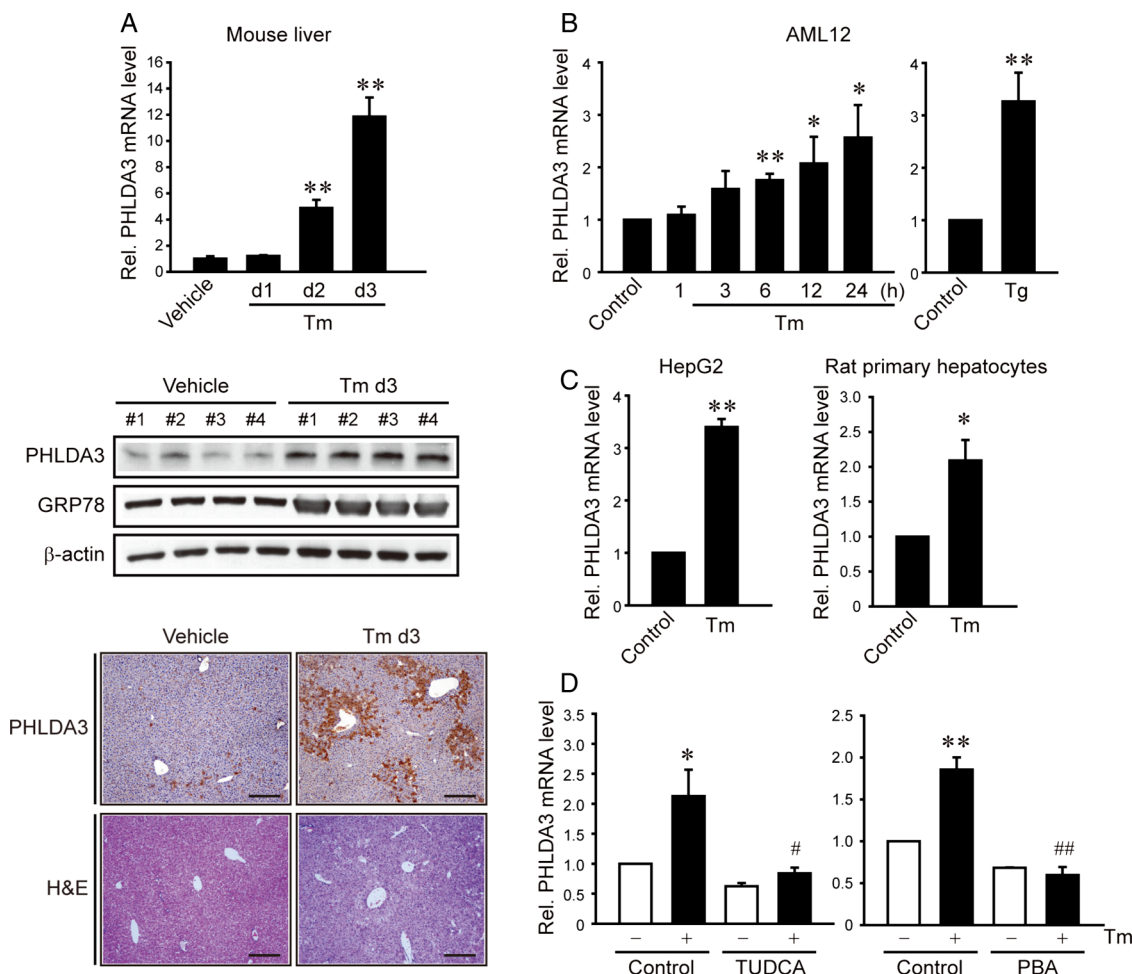 A
Mouse liver
Rel. PHLDA3 mRNA level
16
14
12
10
8
6
4
2
0
**
**
Vehicle
d1 d2 d3
Tm
Vehicle Tm d3
#1 #2 #3 #4 #1 #2 #3 #4
PHLDA3
GRP78
β-actin
Vehicle Tm d3
PHLDA3
H&E
B
AML12
Rel. PHLDA3 mRNA level
4
3
2
1
0
** * *
Control 1 3 6 12 24 (h)
Tm
4
3
2
1
0
**
Control Tg
C
HepG2
Rel. PHLDA3 mRNA level
4
3
2
1
0
**
Control Tm
Rat primary hepatocytes
Rel. PHLDA3 mRNA level
3.0
2.5
2.0
1.5
1.0
0.5
0
*
Control Tm
D
Rel. PHLDA3 mRNA level
3.5
3.0
2.5
2.0
1.5
1.0
0.5
0
* #
− + − +
Control TUDCA
2.5
2.0
1.5
1.0
0.5
0
** ##
− + − + Tm
Control PBA